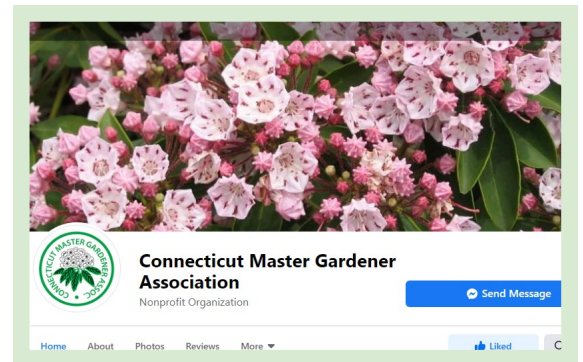 CONNECTICUT MASTER GARDENER ASSOC.
Connecticut Master Gardener
Association
Nonprofit Organization
Send Message
Home About Photos Reviews More
Liked